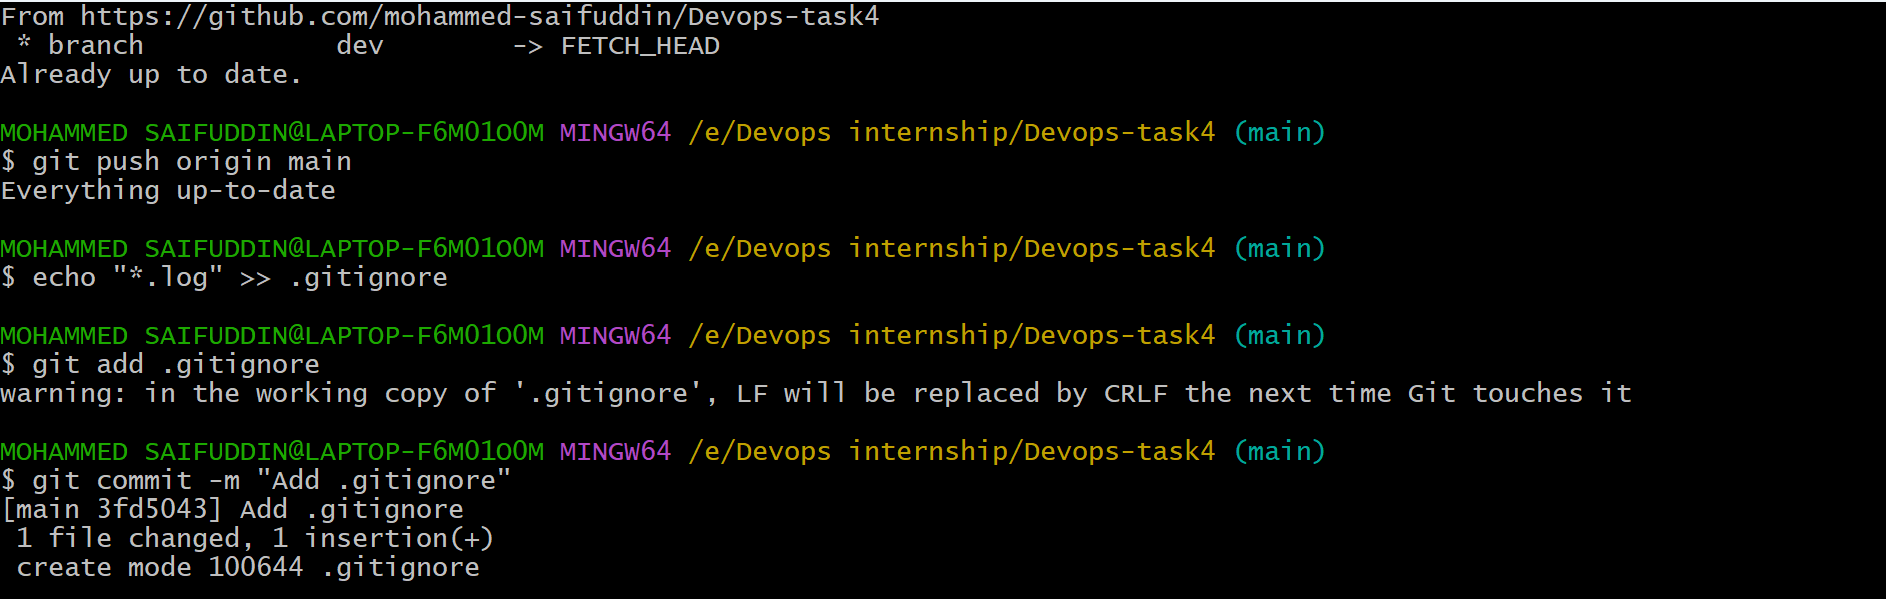 From https://github.com/mohammed-saifuddin/Devops-task4
 * branch            dev        -> FETCH_HEAD
Already up to date.

MOHAMMED SAIFUDDIN@LAPTOP-F6M01O0M MINGW64 /e/Devops internship/Devops-task4 (main)
$ git push origin main
Everything up-to-date

MOHAMMED SAIFUDDIN@LAPTOP-F6M01O0M MINGW64 /e/Devops internship/Devops-task4 (main)
$ echo "*.log" >> .gitignore

MOHAMMED SAIFUDDIN@LAPTOP-F6M01O0M MINGW64 /e/Devops internship/Devops-task4 (main)
$ git add .gitignore
warning: in the working copy of '.gitignore', LF will be replaced by CRLF the next time Git touches it

MOHAMMED SAIFUDDIN@LAPTOP-F6M01O0M MINGW64 /e/Devops internship/Devops-task4 (main)
$ git commit -m "Add .gitignore"
[main 3fd5043] Add .gitignore
 1 file changed, 1 insertion(+)
 create mode 100644 .gitignore